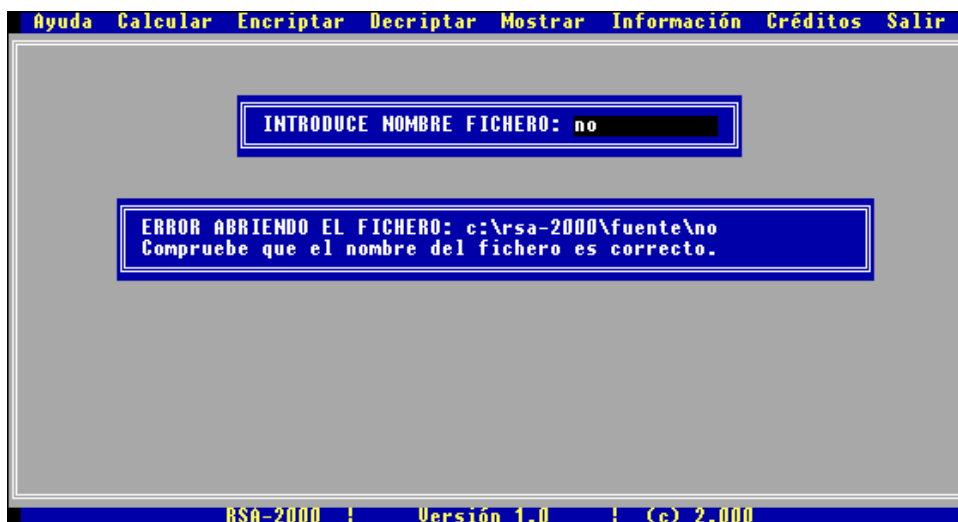 Ayuda Calcular Encriptar Decriptar Mostrar Información Créditos Salir
INTRODUCE NOMBRE FICHERO: no
ERROR ABRIENDO EL FICHERO: c:\rsa-2000\fuente\no
Compruebe que el nombre del fichero es correcto.
RSA-2000 ¦ Versión 1.0 ¦ (c) 2.000